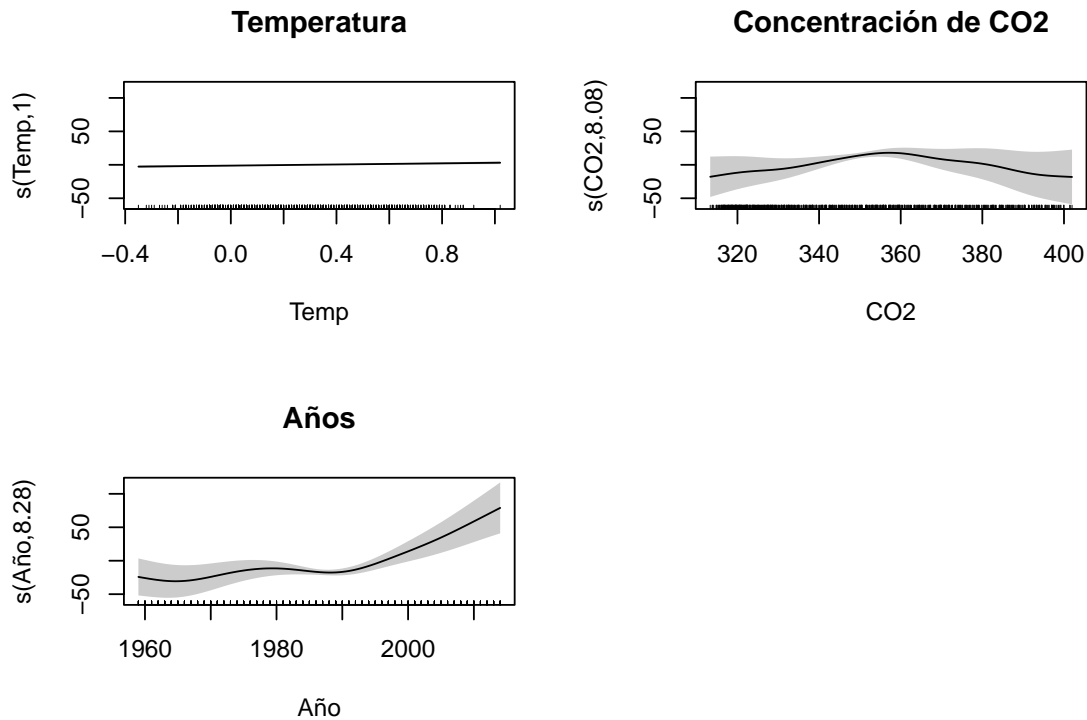 Temperatura
s(Temp,1)
50
−50
−0.4 0.0 0.4 0.8
Temp
Concentración de CO2
s(CO2,8.08)
50
−50
320 340 360 380 400
CO2
Años
s(Año,8.28)
50
−50
1960 1980 2000
Año